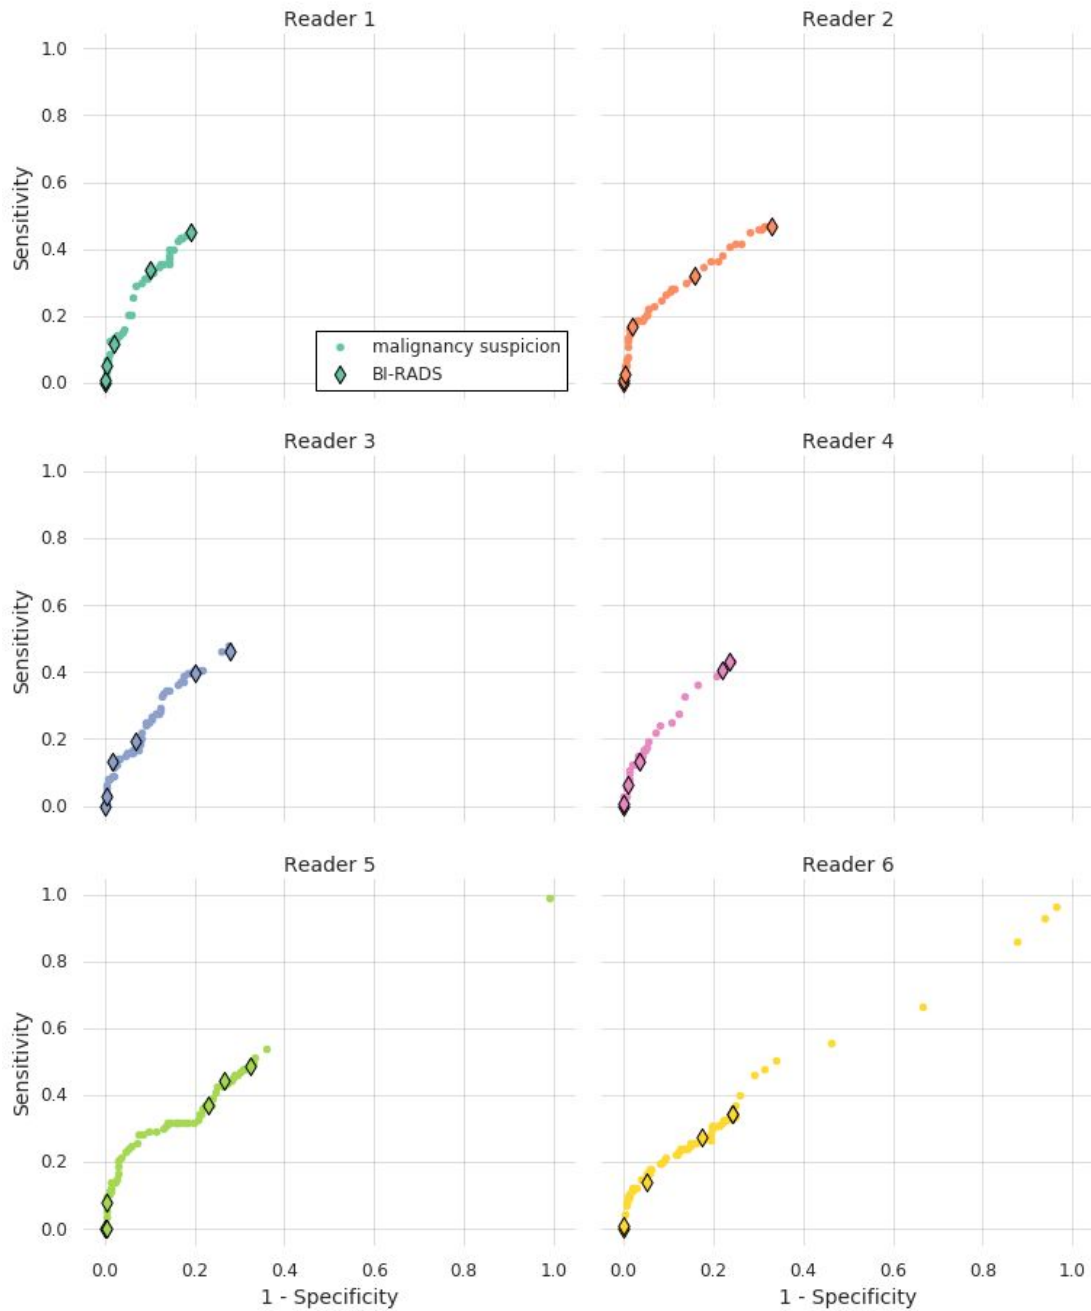 Reader 1
Reader 2
1.0
0.8
0.6
0.4
0.2
0.0
Sensitivity
malignancy suspicion
BI-RADS
Reader 3
Reader 4
1.0
0.8
0.6
0.4
0.2
0.0
Sensitivity
Reader 5
Reader 6
1.0
0.8
0.6
0.4
0.2
0.0
Sensitivity
0.0 0.2 0.4 0.6 0.8 1.0
0.0 0.2 0.4 0.6 0.8 1.0
1 - Specificity
1 - Specificity